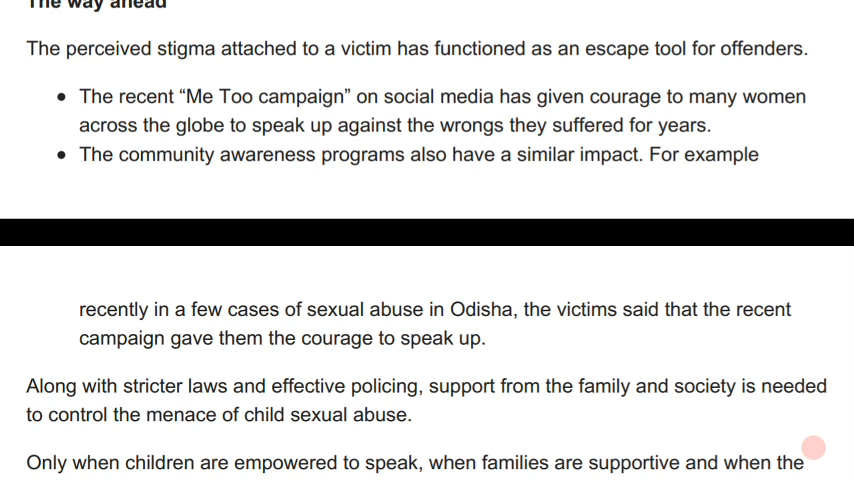 The way ahead
The perceived stigma attached to a victim has functioned as an escape tool for offenders.
• The recent “Me Too campaign” on social media has given courage to many women
across the globe to speak up against the wrongs they suffered for years.
• The community awareness programs also have a similar impact. For example
recently in a few cases of sexual abuse in Odisha, the victims said that the recent
campaign gave them the courage to speak up.
Along with stricter laws and effective policing, support from the family and society is needed
to control the menace of child sexual abuse.
Only when children are empowered to speak, when families are supportive and when the